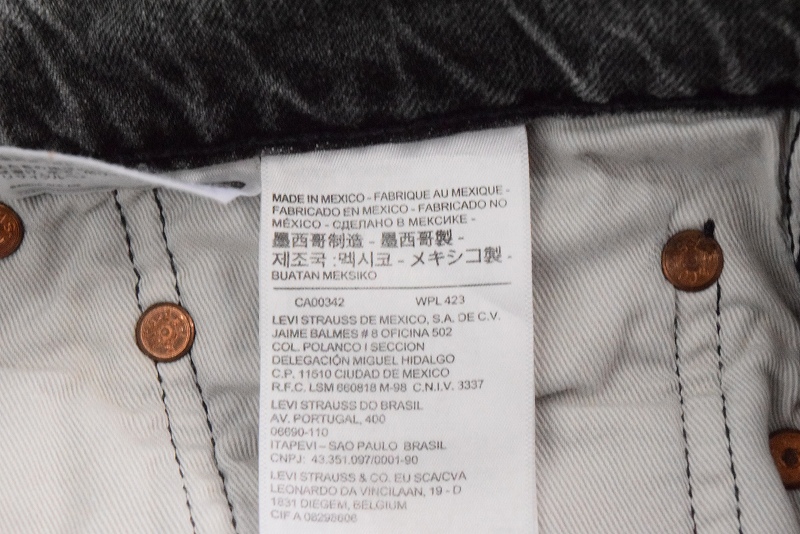 MADE IN MEXICO - FABRIQUE AU MEXIQUE -
FABRICADO EN MEXICO - FABRICADO NO
MÉXICO - СДЕЛАНО В МЕКСИКЕ -
墨西哥制造 - 墨西哥製 -
제조국 :멕시코 - メキシコ製 -
BUATAN MEKSIKO
CA00342 WPL 423
LEVI STRAUSS DE MEXICO, S.A. DE C.V.
JAIME BALMES # 8 OFICINA 502
COL. POLANCO I SECCION
DELEGACIÓN MIGUEL HIDALGO
C.P. 11510 CIUDAD DE MEXICO
R.F.C. LSM 660818 M-98 C.N.I.V. 3337
LEVI STRAUSS DO BRASIL
AV. PORTUGAL, 400
06690-110
ITAPEVI – SAO PAULO BRASIL
CNPJ: 43.351.097/0001-90
LEVI STRAUSS & CO. EU SCA/CVA
LEONARDO DA VINCILAAN, 19 - D
1831 DIEGEM, BELGIUM
CIF A 08298606